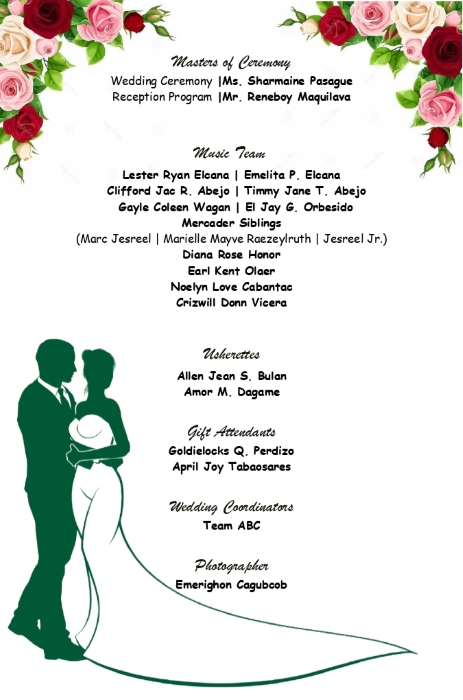 Masters of Ceremony
Wedding Ceremony |Ms. Sharmaine Pasague
Reception Program |Mr. Reneboy Maquilava
Music Team
Lester Ryan Elcana | Emelita P. Elcana
Clifford Jac R. Abejo | Timmy Jane T. Abejo
Gayle Coleen Wagan | El Jay G. Orbesido
Mercader Siblings
(Marc Jesreel | Marielle Mayve Raezeylruth | Jesreel Jr.)
Diana Rose Honor
Earl Kent Olaer
Noelyn Love Cabantac
Crizwill Donn Vicera
Usherettes
Allen Jean S. Bulan
Amor M. Dagame
Gift Attendants
Goldielocks Q. Perdizo
April Joy Tabaosares
Wedding Coordinators
Team ABC
Photographer
Emerighon Cagubcob